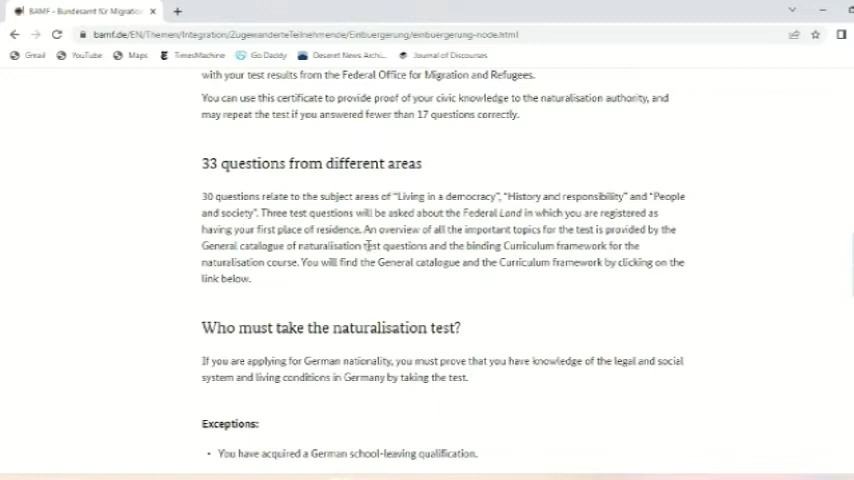 BAMF - Bundesamt für Migratio
bamf.de/EN/Themen/Integration/ZugewanderteTeilnehmende/Einbuergerung/einbuergerung-node.html
Gmail YouTube Maps TimesMachine Go Daddy Deseret News Archi... Journal of Discourses
with your test results from the Federal Office for Migration and Refugees.
You can use this certificate to provide proof of your civic knowledge to the naturalisation authority, and
may repeat the test if you answered fewer than 17 questions correctly.
33 questions from different areas
30 questions relate to the subject areas of "Living in a democracy", "History and responsibility" and "People
and society". Three test questions will be asked about the Federal Land in which you are registered as
having your first place of residence. An overview of all the important topics for the test is provided by the
General catalogue of naturalisation test questions and the binding Curriculum framework for the
naturalisation course. You will find the General catalogue and the Curriculum framework by clicking on the
link below.
Who must take the naturalisation test?
If you are applying for German nationality, you must prove that you have knowledge of the legal and social
system and living conditions in Germany by taking the test.
Exceptions:
• You have acquired a German school-leaving qualification.